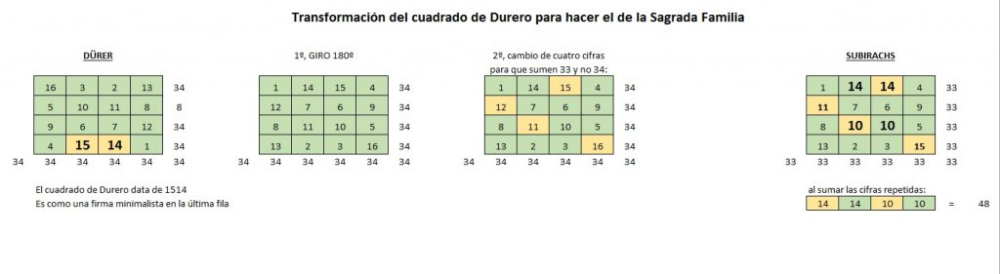 Transformación del cuadrado de Durero para hacer el de la Sagrada Familia
DÜRER
16 3 2 13 34
5 10 11 8 8
9 6 7 12 34
4 15 14 1 34
34 34 34 34 34 34
El cuadrado de Durero data de 1514
Es como una firma minimalista en la última fila
1º, GIRO 180º
1 14 15 4 34
12 7 6 9 34
8 11 10 5 34
13 2 3 16 34
34 34 34 34 34 34
2º, cambio de cuatro cifras
para que sumen 33 y no 34:
1 14 15 4 34
12 7 6 9 34
8 11 10 5 34
13 2 3 16 34
34 34 34 34 34 34
SUBIRACHS
1 14 14 4 33
11 7 6 9 33
8 10 10 5 33
13 2 3 15 33
33 33 33 33 33 33
al sumar las cifras repetidas:
14 14 10 10 = 48